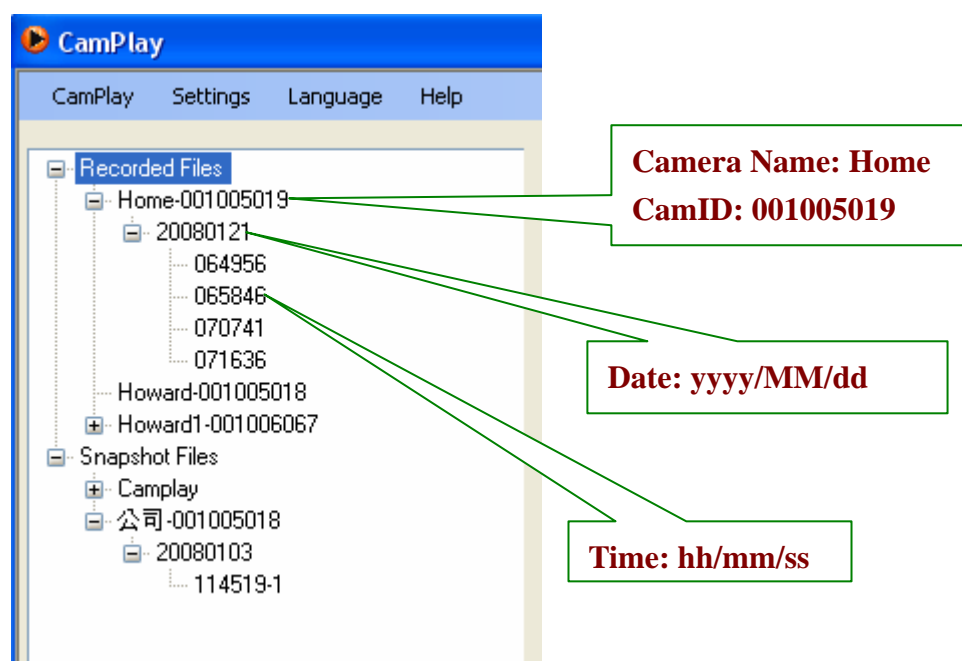 CamPlay
CamPlay Settings Language Help
Recorded Files
Home-001005019
20080121
064956
065846
070741
071636
Howard-001005018
Howard1-001006067
Snapshot Files
Camplay
公司-001005018
20080103
114519-1
Camera Name: Home
CamID: 001005019
Date: yyyy/MM/dd
Time: hh/mm/ss